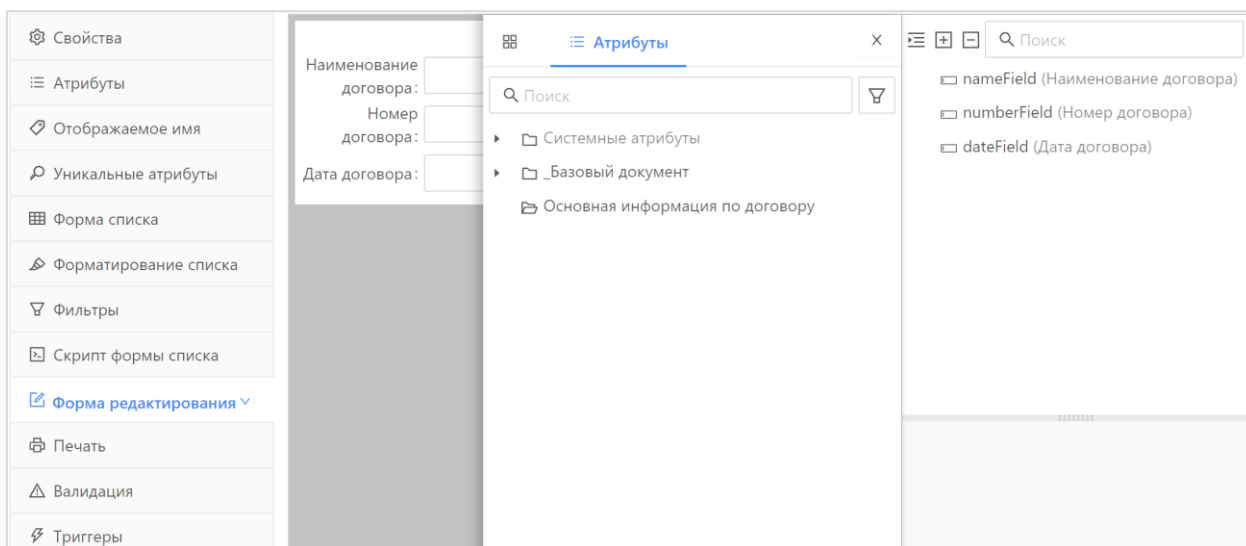 Свойства
Атрибуты
Отображаемое имя
Уникальные атрибуты
Форма списка
Форматирование списка
Фильтры
Скрипт формы списка
Форма редактирования
Печать
Валидация
Триггеры
Наименование
договора:
Номер
договора:
Дата договора:
Атрибуты
Поиск
Системные атрибуты
_Базовый документ
Основная информация по договору
Поиск
nameField (Наименование договора)
numberField (Номер договора)
dateField (Дата договора)